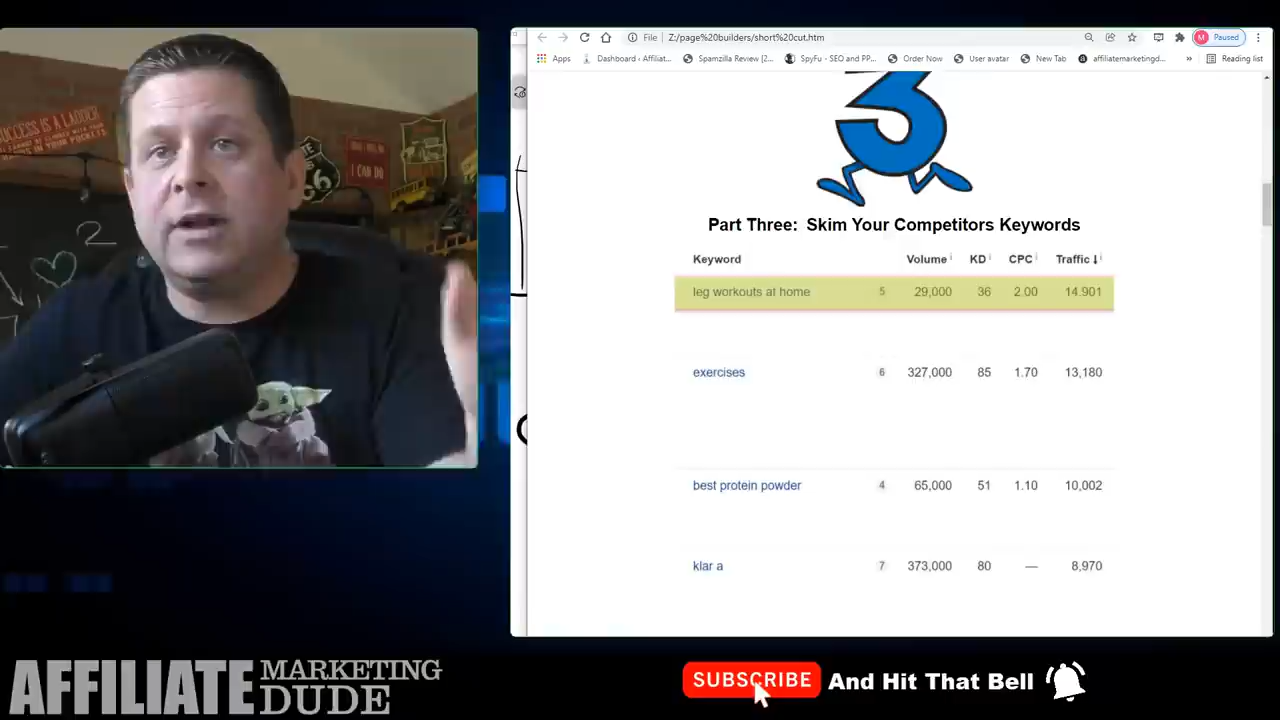 SUCCESS IS A LADDER
I CAN DO
66
2
File Z:/page%20builders/short%20cut.htm
M Paused
Apps
Dashboard ‹ Affiliat...
Spamzilla Review [2...
SpyFu - SEO and PP...
Order Now
User avatar
New Tab
affiliatemarketingd...
»
Reading list
3
Part Three: Skim Your Competitors Keywords
Keyword Volume KD CPC Traffic ↓
leg workouts at home 5 29,000 36 2.00 14.901
exercises 6 327,000 85 1.70 13,180
best protein powder 4 65,000 51 1.10 10,002
klar a 7 373,000 80 — 8,970
AFFILIATE MARKETING DUDE
SUBSCRIBE And Hit That Bell